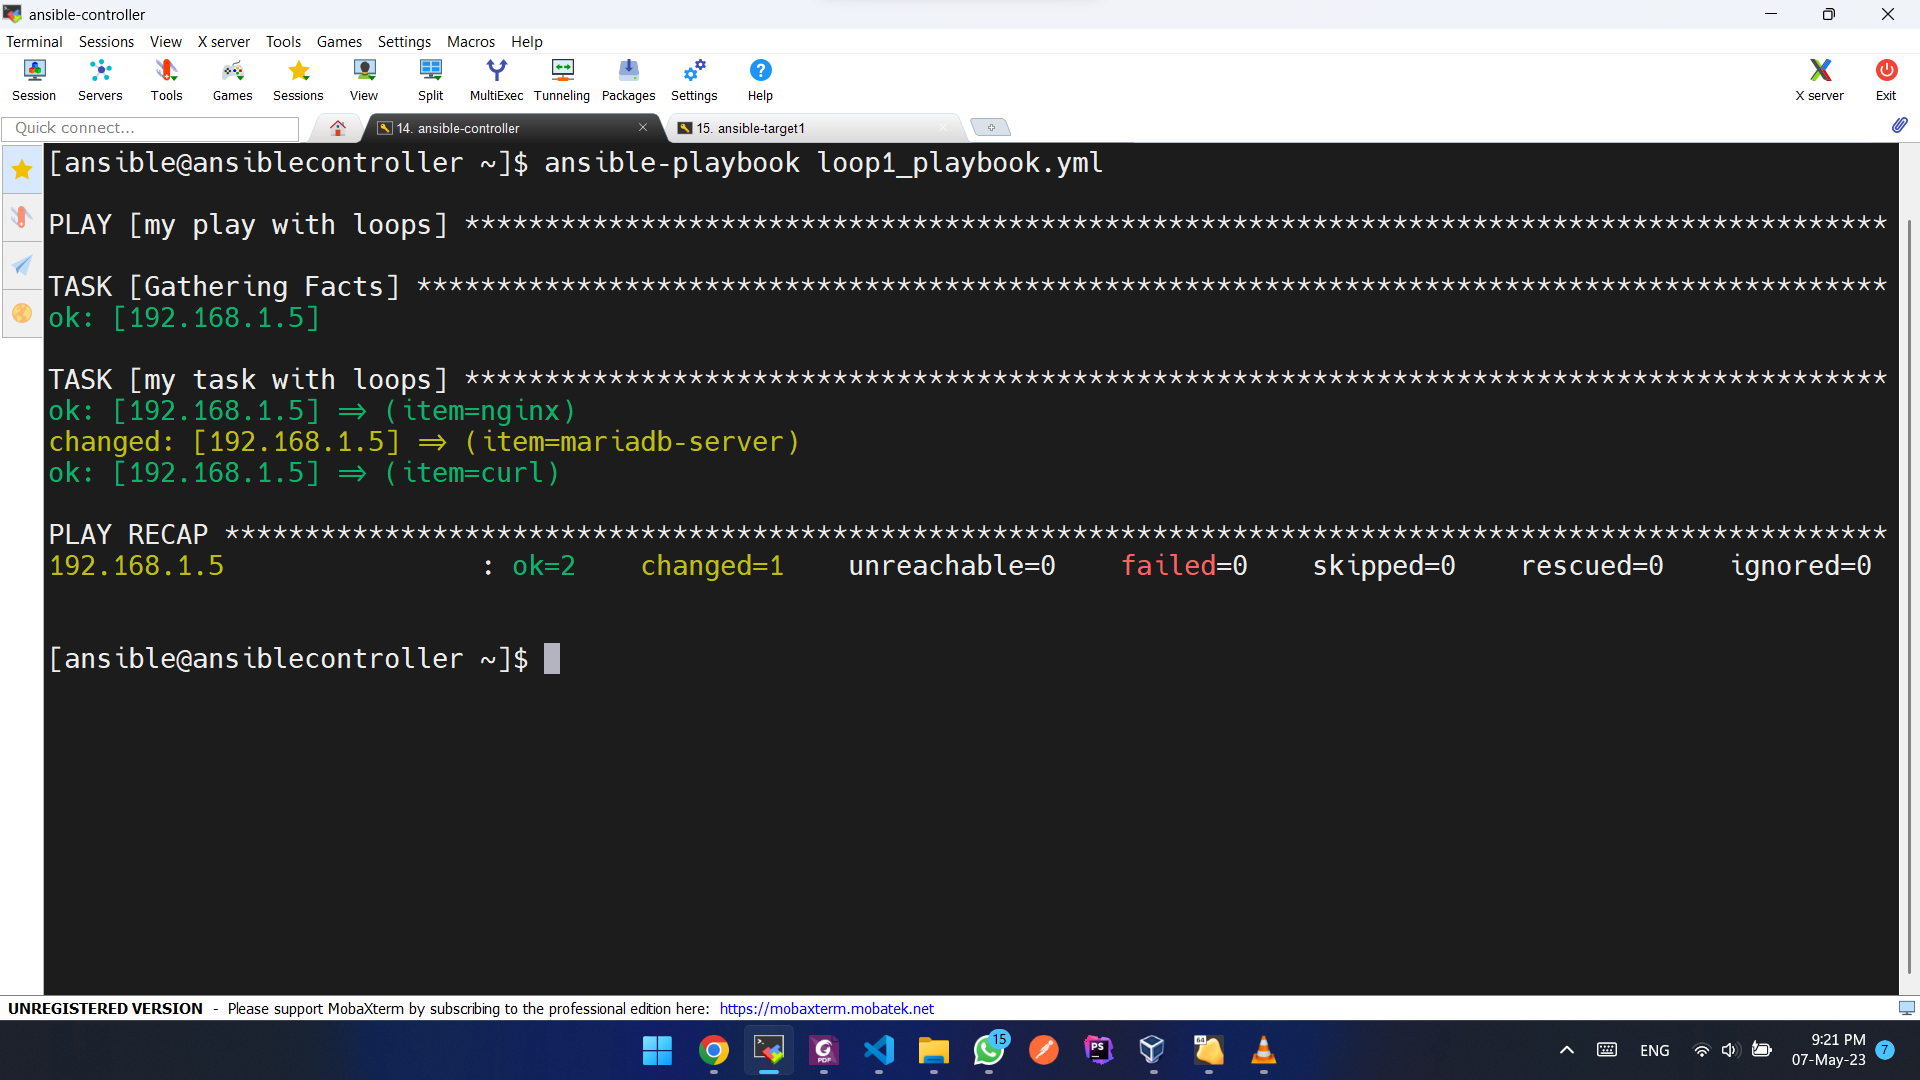 ansible-controller
Terminal Sessions View X server Tools Games Settings Macros Help
Session Servers Tools Games Sessions View Split MultiExec Tunneling Packages Settings Help X server Exit
Quick connect... 14. ansible-controller 15. ansible-target1
[ansible@ansiblecontroller ~]$ ansible-playbook loop1_playbook.yml
PLAY [my play with loops] *****************************************************************************************
TASK [Gathering Facts] ********************************************************************************************
ok: [192.168.1.5]
TASK [my task with loops] *****************************************************************************************
ok: [192.168.1.5] => (item=nginx)
changed: [192.168.1.5] => (item=mariadb-server)
ok: [192.168.1.5] => (item=curl)
PLAY RECAP ********************************************************************************************************
192.168.1.5 : ok=2 changed=1 unreachable=0 failed=0 skipped=0 rescued=0 ignored=0
[ansible@ansiblecontroller ~]$
UNREGISTERED VERSION - Please support MobaXterm by subscribing to the professional edition here: https://mobaxterm.mobatek.net
PDF 15 PS 64 ENG 9:21 PM 7
07-May-23